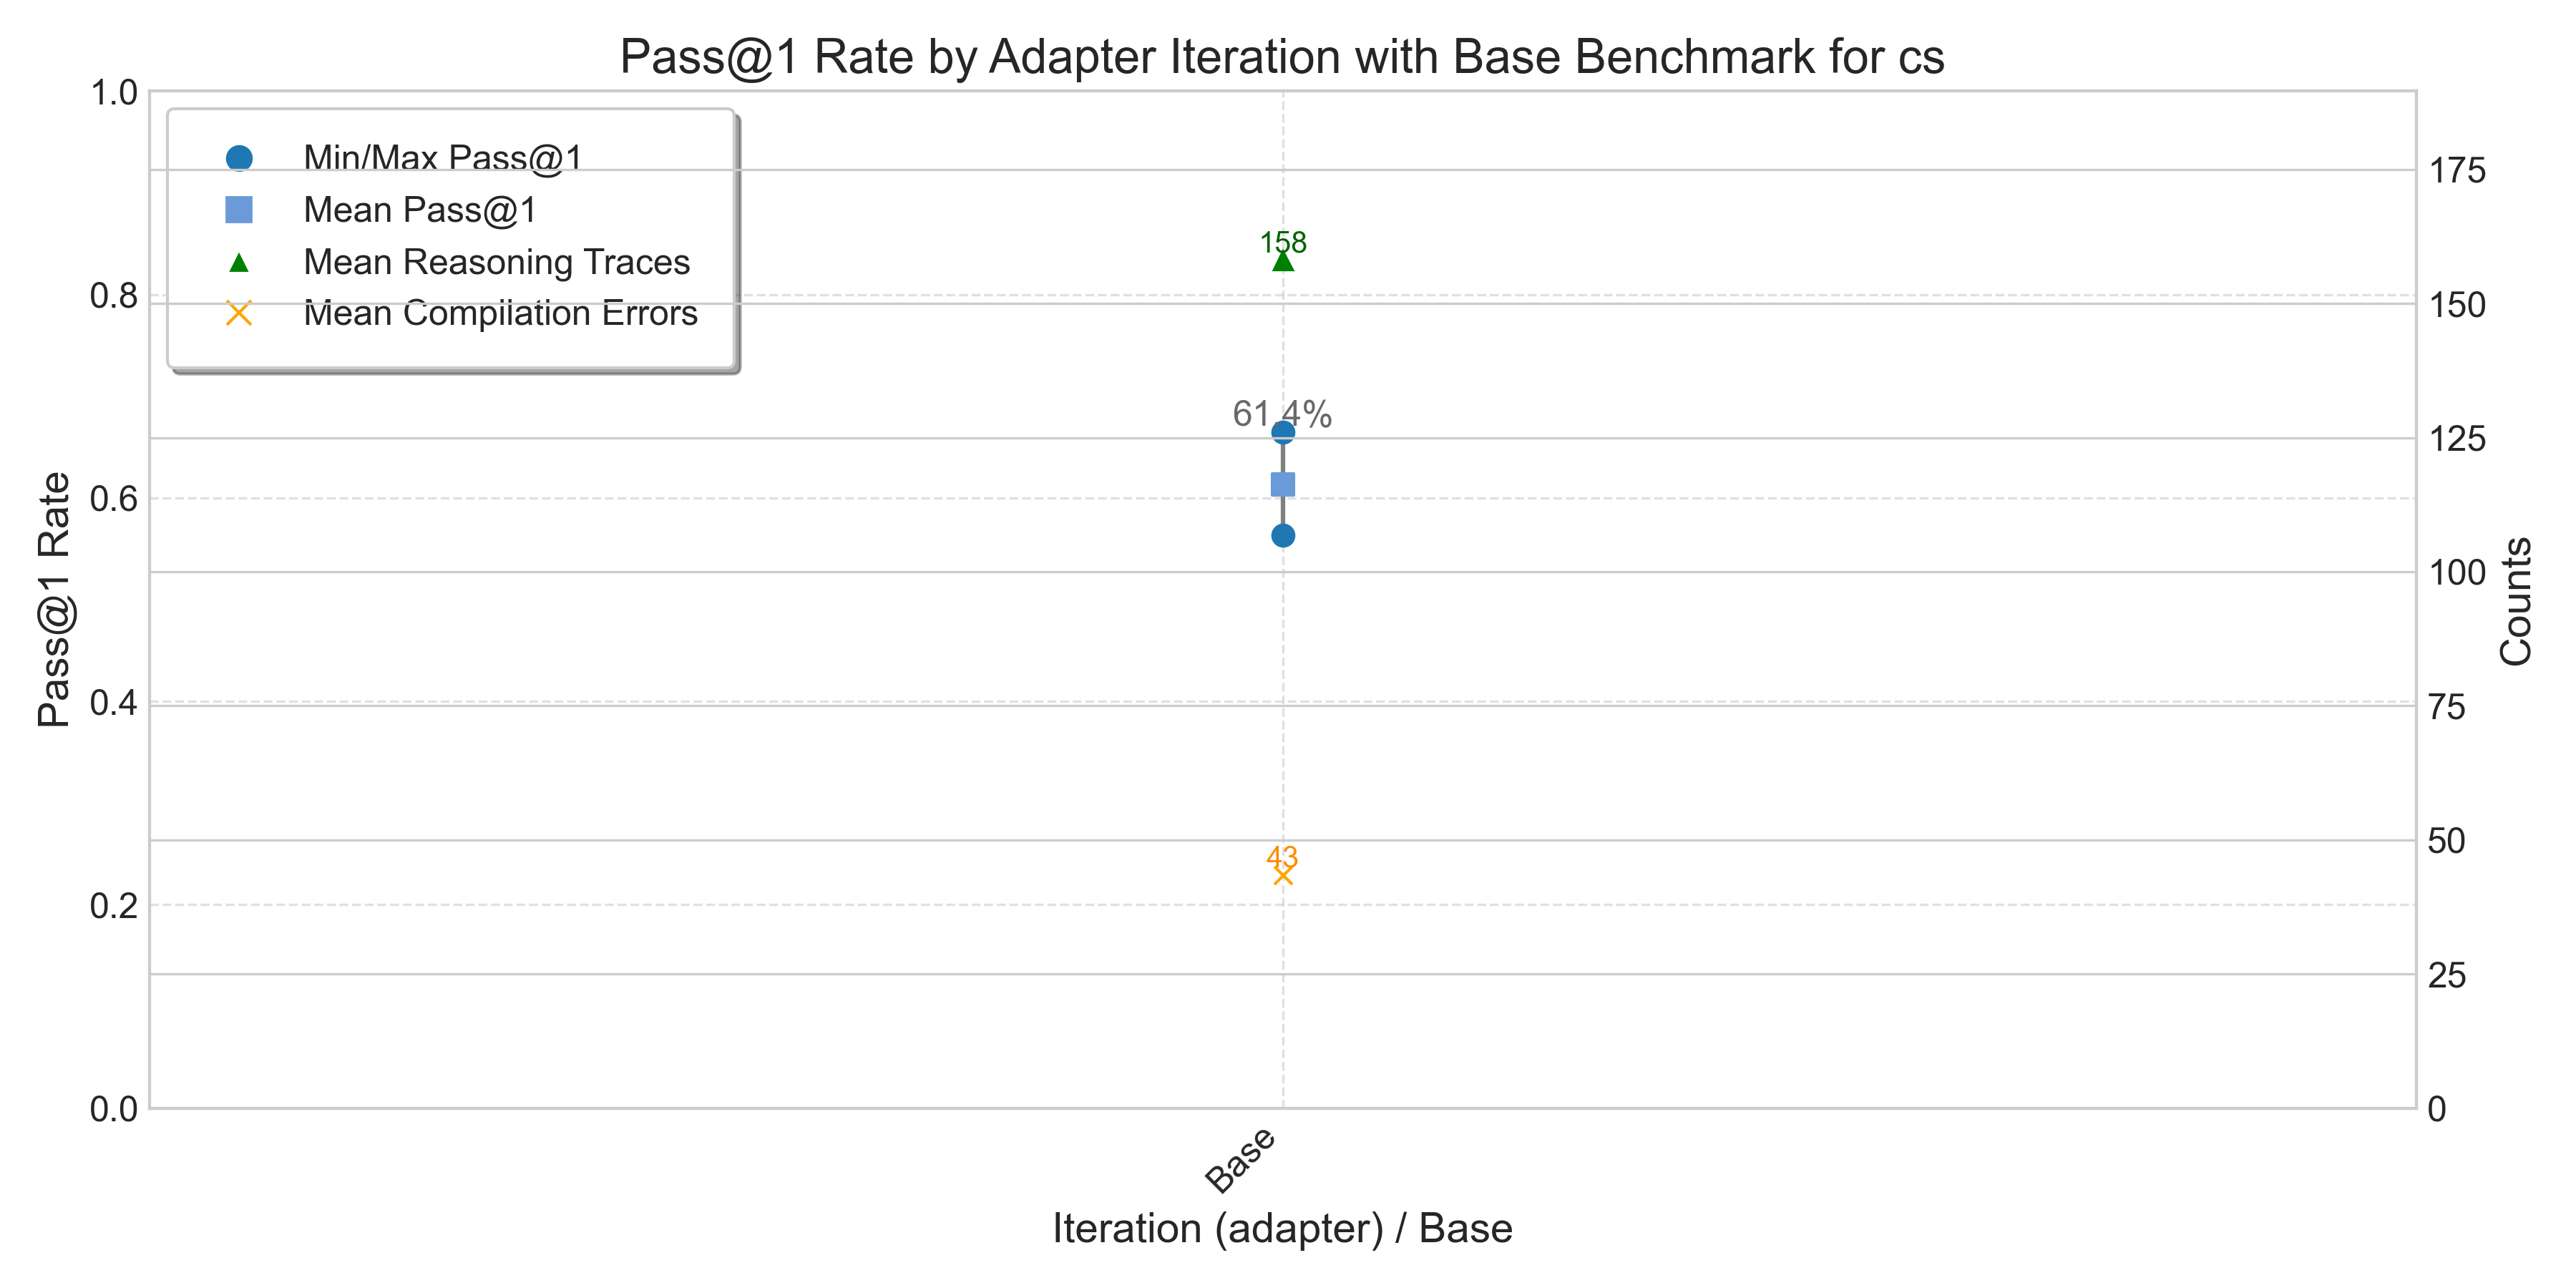 Pass@1 Rate by Adapter Iteration with Base Benchmark for cs
1.0
0.8
0.6
0.4
0.2
0.0
Pass@1 Rate
Min/Max Pass@1
Mean Pass@1
Mean Reasoning Traces
Mean Compilation Errors
158
61.4%
43
175
150
125
100
75
50
25
0
Counts
Base
Iteration (adapter) / Base